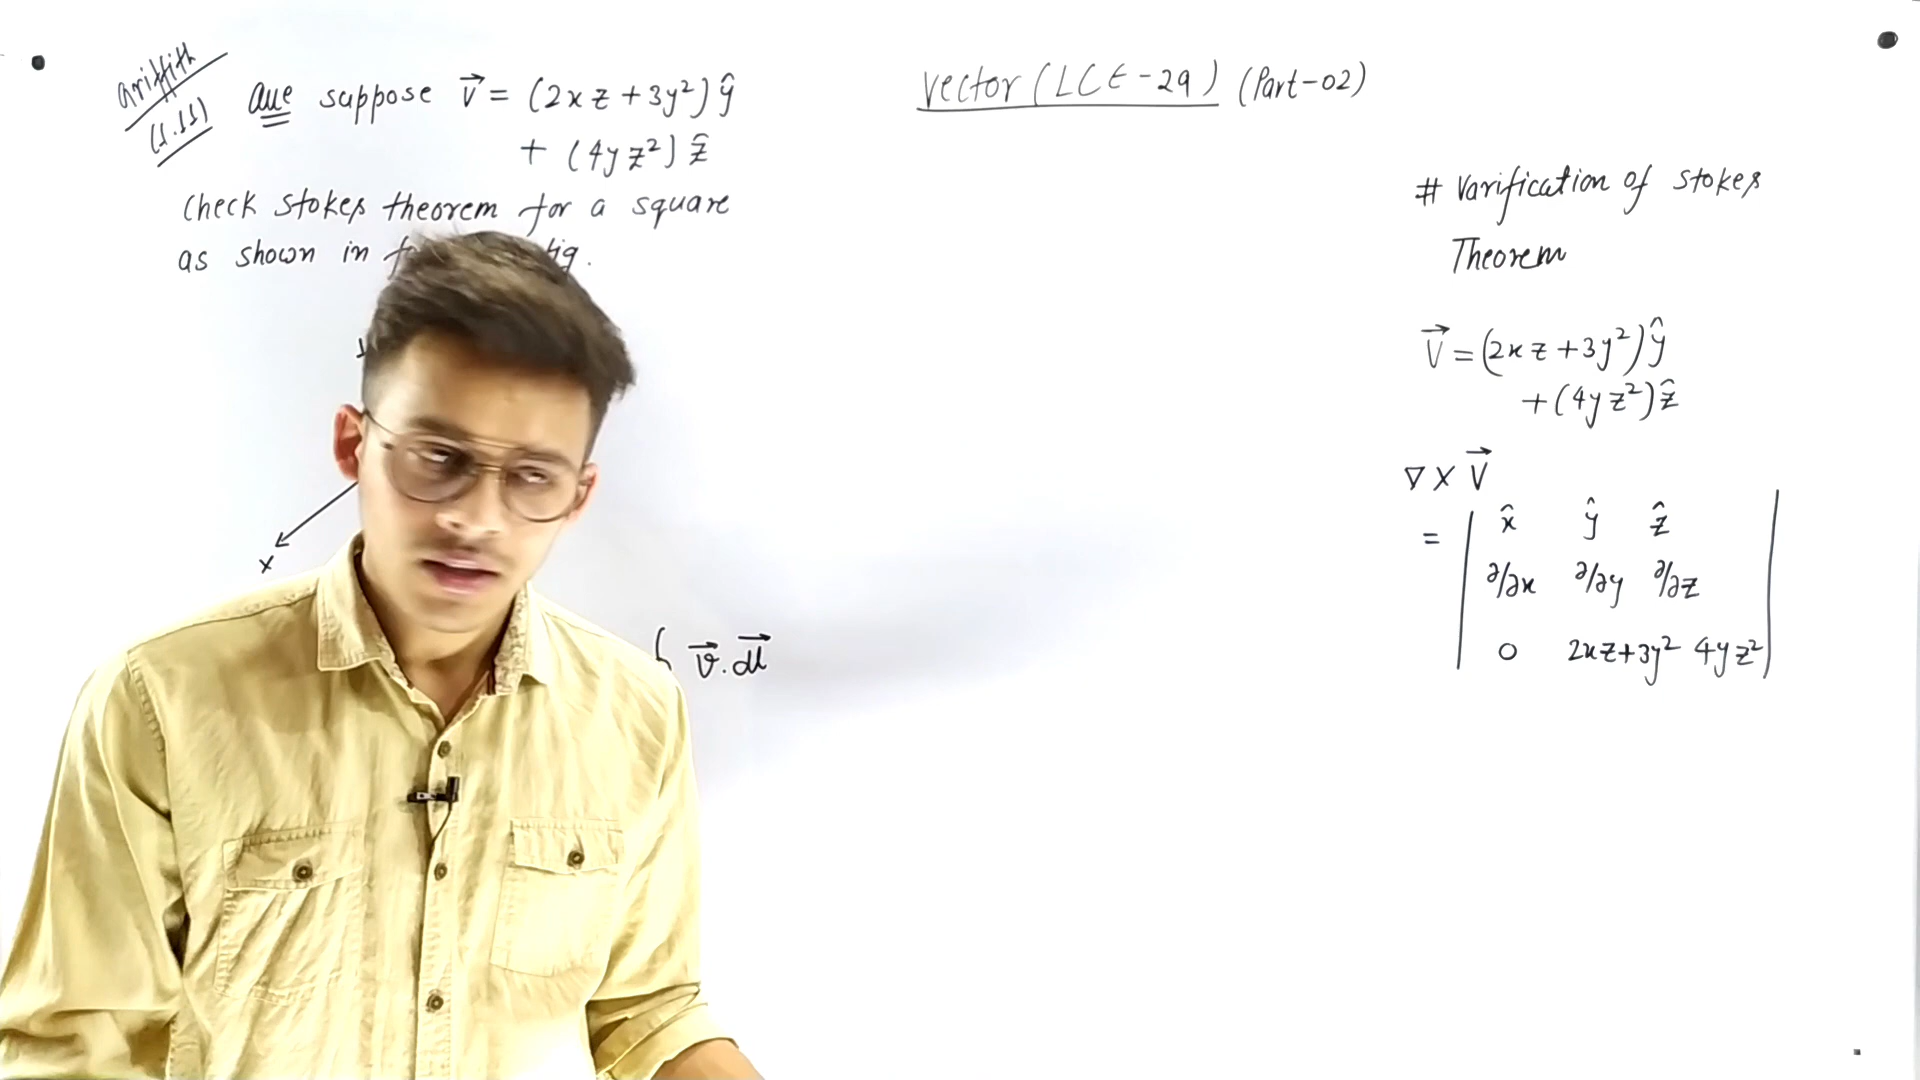 Griffith
(1.11)
Que suppose v⃗ = (2xz+3y²)ŷ
+ (4yz²)ẑ
Check stokes theorem for a square
as shown in fig.
x
v⃗.dl⃗
Vector (LCE-29) (Part-02)
# Varification of stokes
Theorem
V⃗ = (2xz+3y²)ŷ
+(4yz²)ẑ
∇ X V⃗
= | x̂ ŷ ẑ |
∂/∂x ∂/∂y ∂/∂z
0 2xz+3y² 4yz²